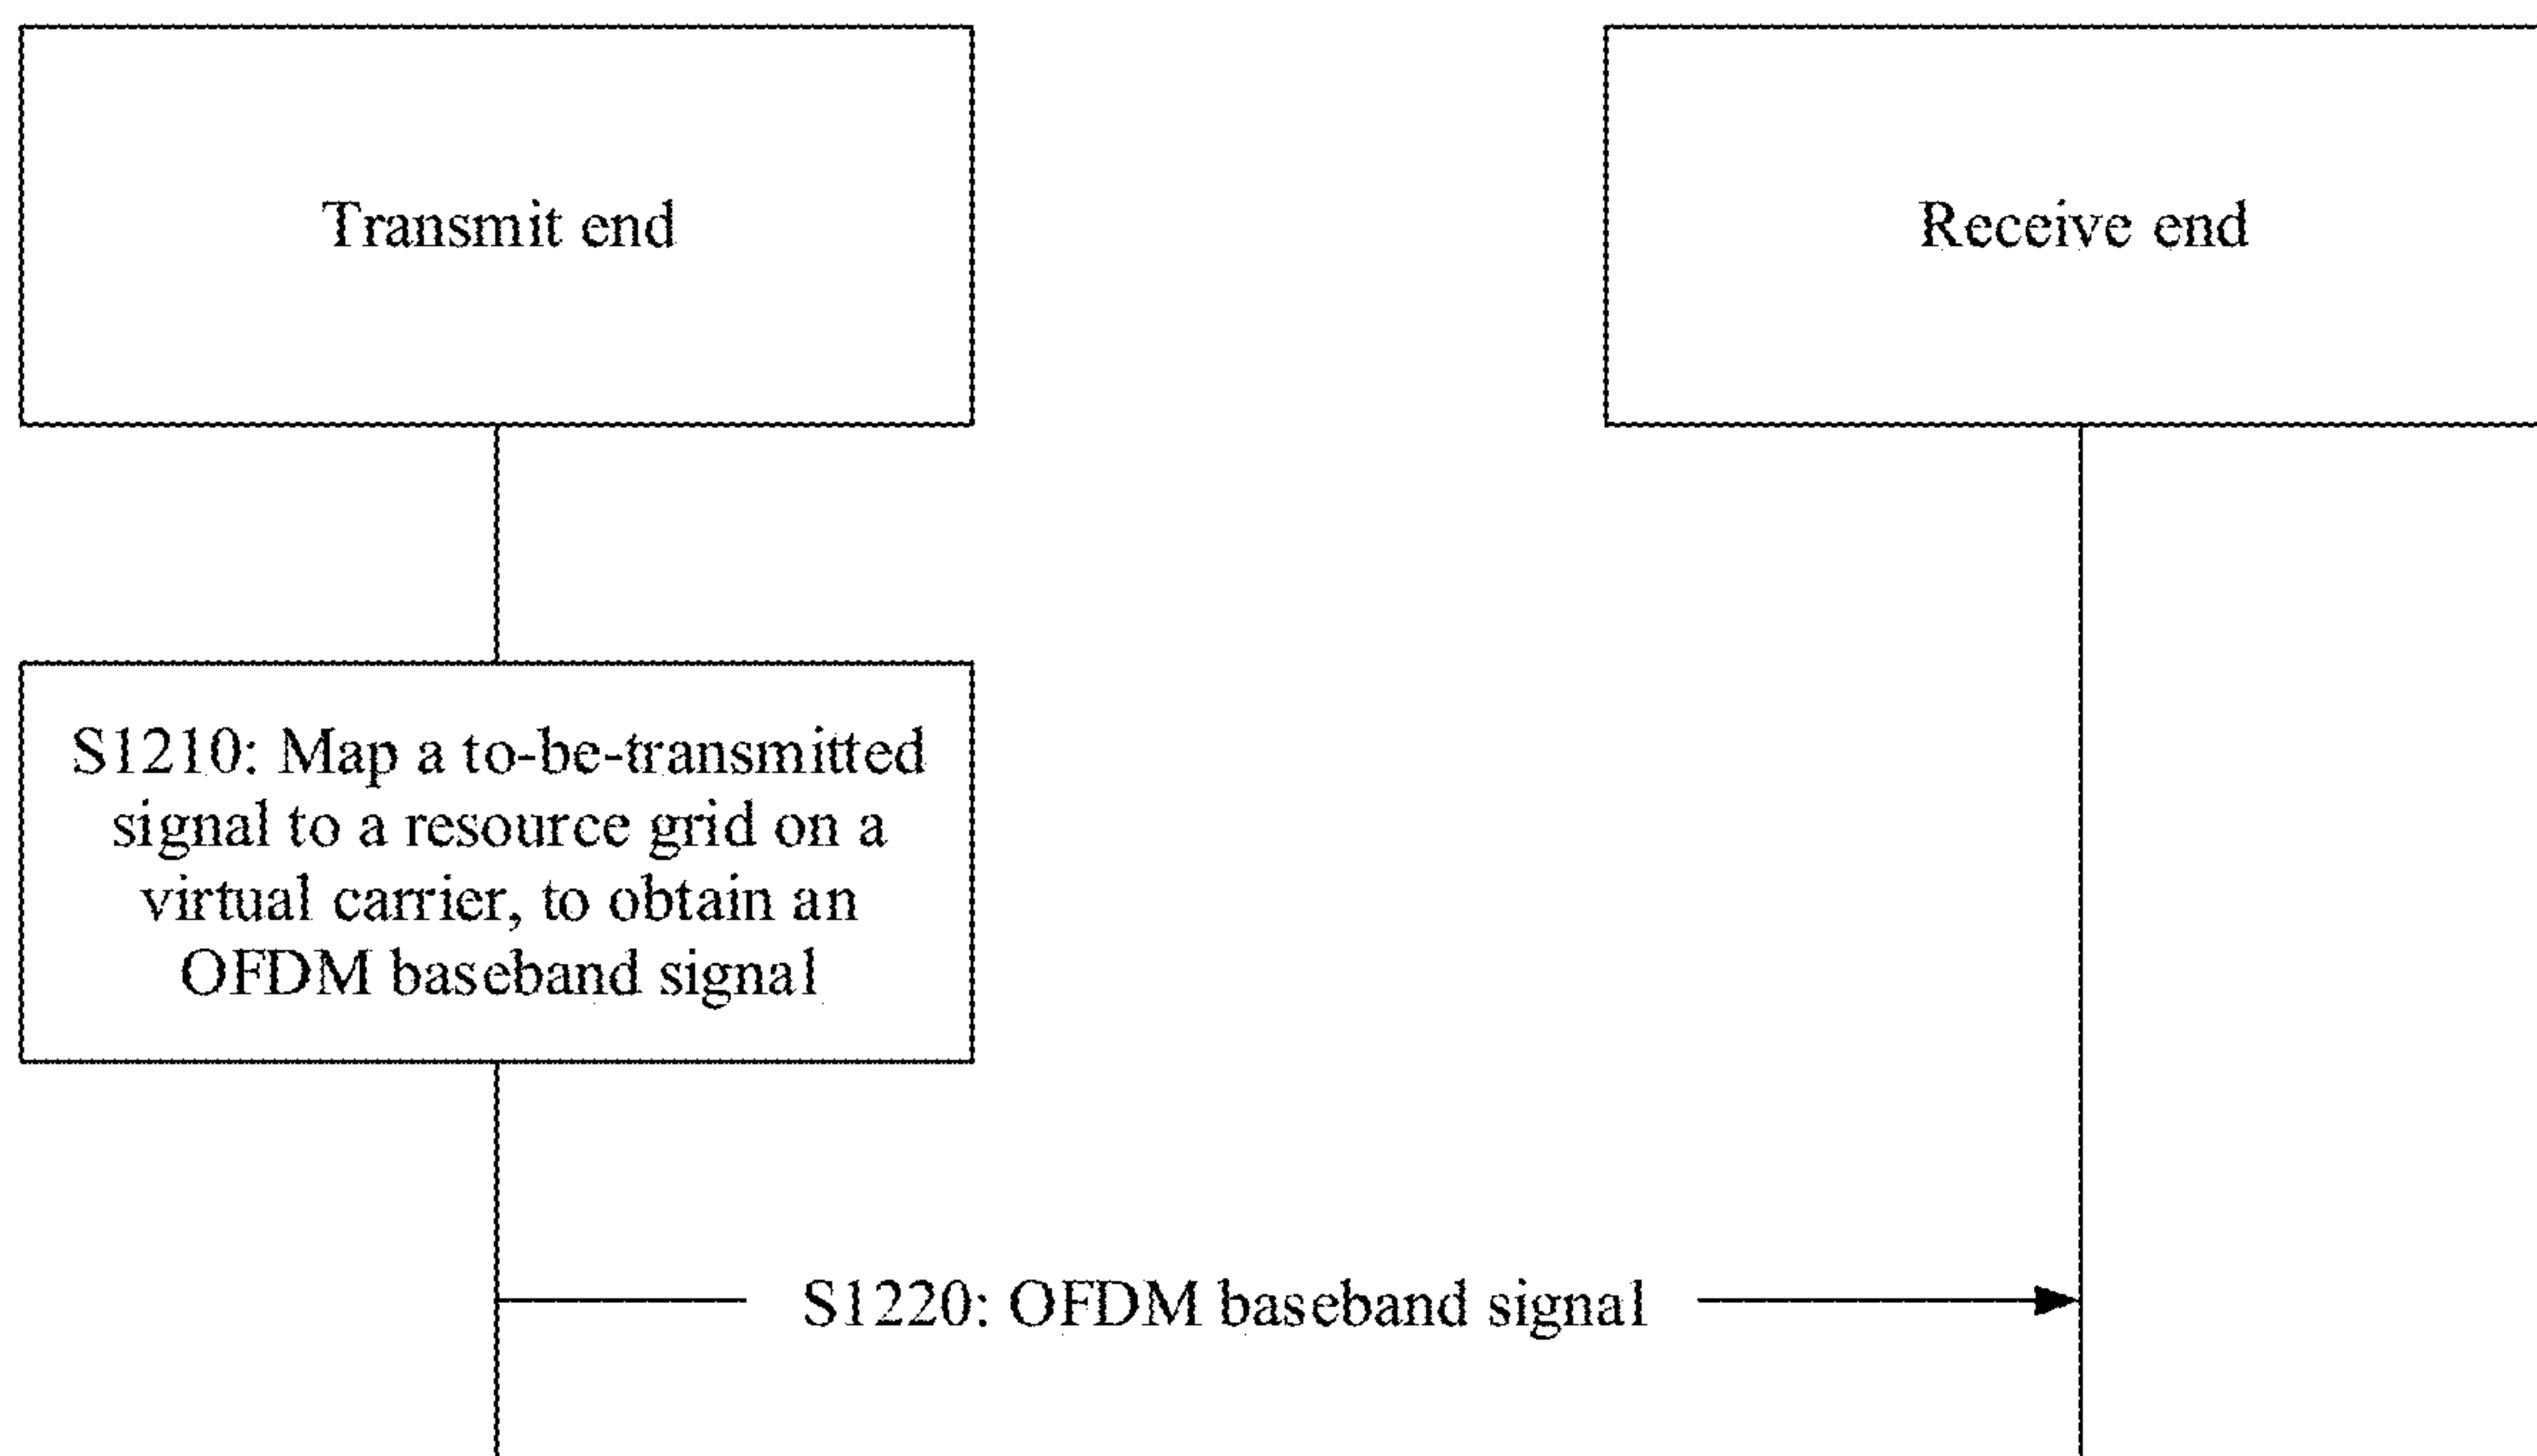 Transmit end
Receive end
S1210: Map a to-be-transmitted
signal to a resource grid on a
virtual carrier, to obtain an
OFDM baseband signal
S1220: OFDM baseband signal